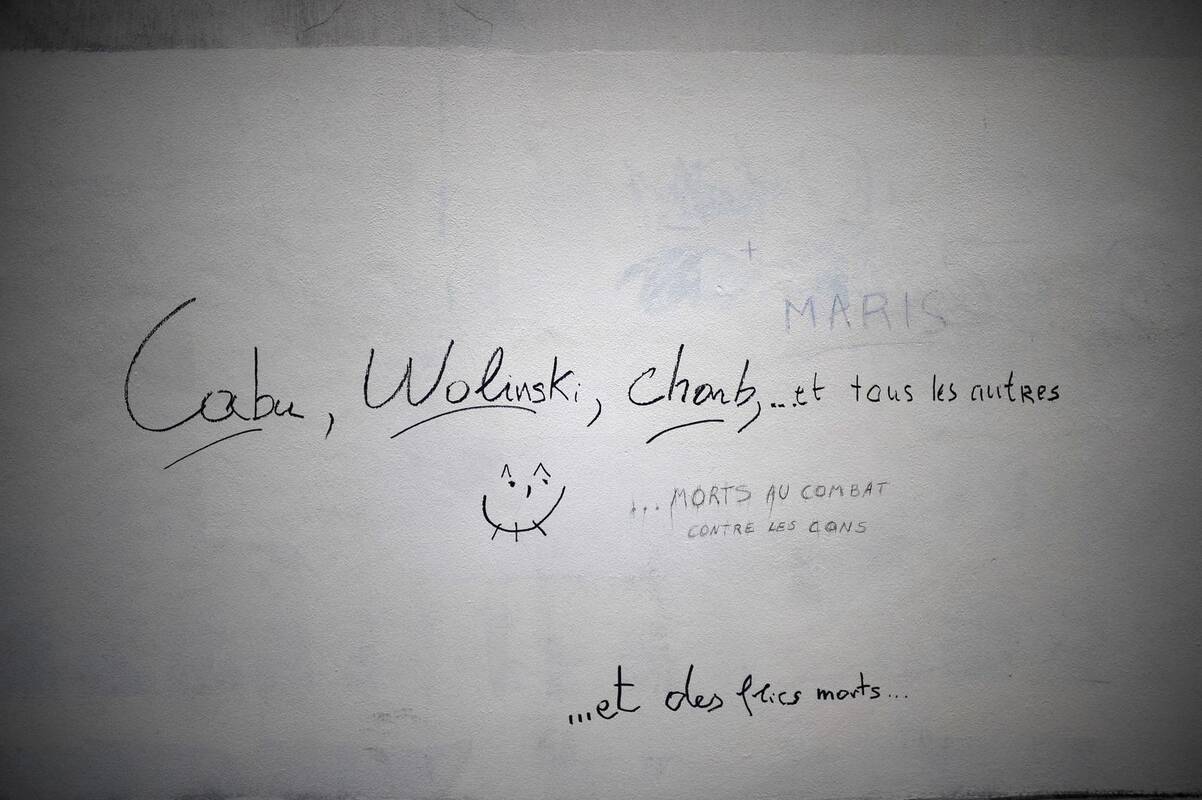 MARIS
Cabu, Wolinski, Charb,...et tous les autres
... MORTS AU COMBAT
CONTRE LES CONS
...et des flics morts...